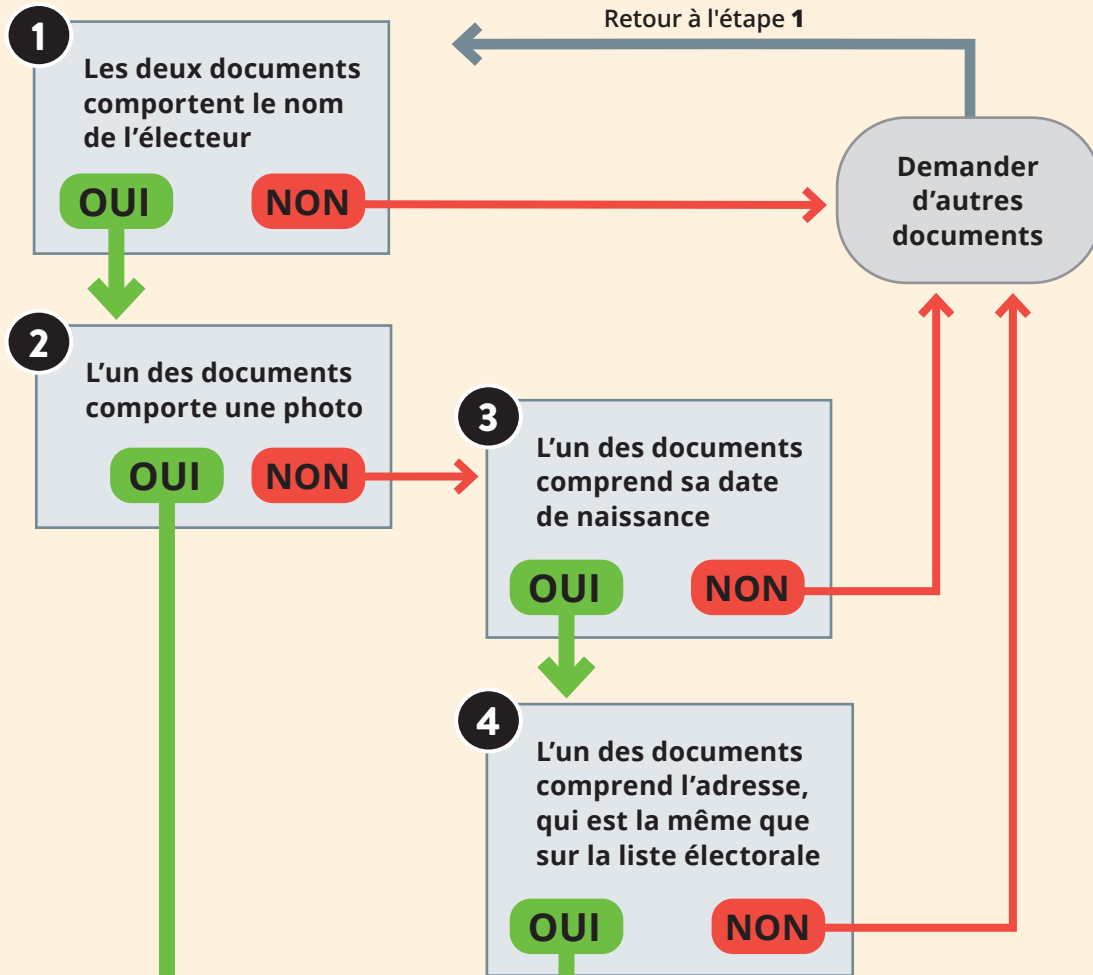 Retour à l'étape 1
1
Les deux documents
comportent le nom
de l’électeur
OUI
NON
Demander
d’autres
documents
2
L’un des documents
comporte une photo
OUI
NON
3
L’un des documents
comprend sa date
de naissance
OUI
NON
4
L’un des documents
comprend l’adresse,
qui est la même que
sur la liste électorale
OUI
NON